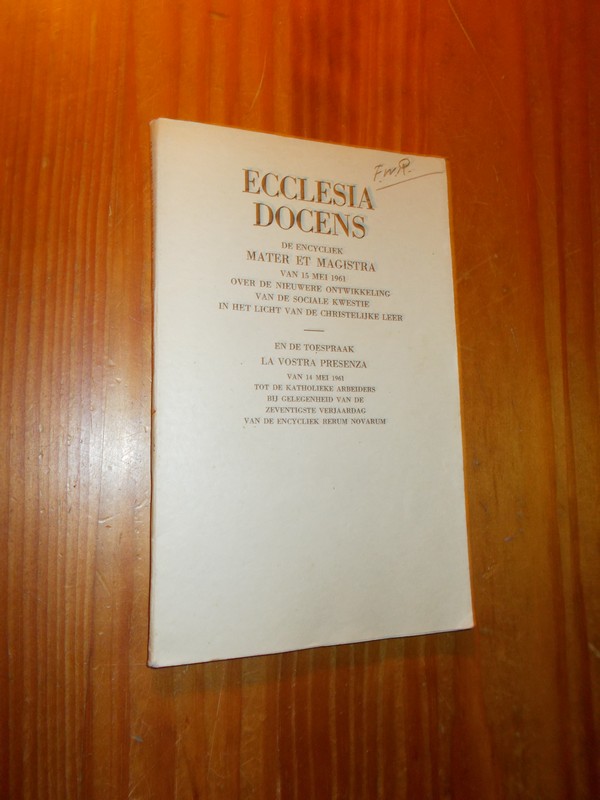 ECCLESIA
DOCENS
DE ENCYCLIEK
MATER ET MAGISTRA
VAN 15 MEI 1961
OVER DE NIEUWERE ONTWIKKELING
VAN DE SOCIALE KWESTIE
IN HET LICHT VAN DE CHRISTELIJKE LEER
EN DE TOESPRAAK
LA VOSTRA PRESENZA
VAN 14 MEI 1961
TOT DE KATHOLIEKE ARBEIDERS
BIJ GELEGENHEID VAN DE
ZEVENTIGSTE VERJAARDAG
VAN DE ENCYCLIEK RERUM NOVARUM